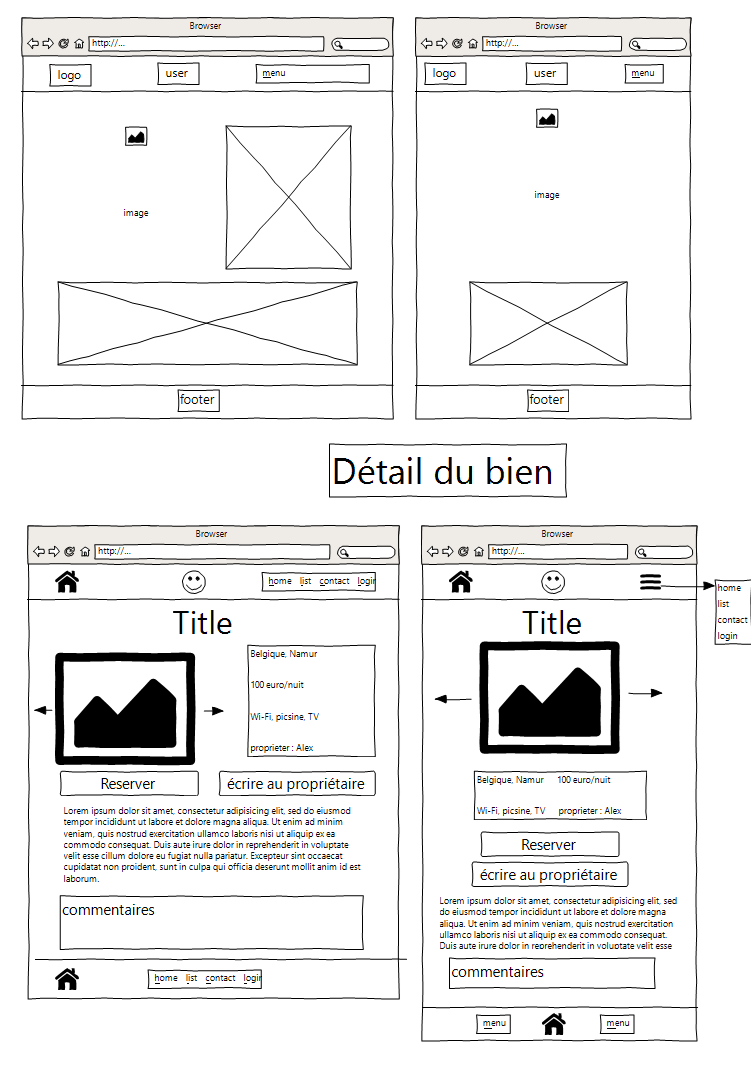 Browser
http://...
logo
user
menu
image
footer
Browser
http://...
logo
user
menu
image
footer
Détail du bien
Browser
http://...
home list contact login
Title
Belgique, Namur
100 euro/nuit
Wi-Fi, picsine, TV
proprieter : Alex
Reserver
écrire au propriétaire
Lorem ipsum dolor sit amet, consectetur adipisicing elit, sed do eiusmod
tempor incididunt ut labore et dolore magna aliqua. Ut enim ad minim
veniam, quis nostrud exercitation ullamco laboris nisi ut aliquip ex ea
commodo consequat. Duis aute irure dolor in reprehenderit in voluptate
velit esse cillum dolore eu fugiat nulla pariatur. Excepteur sint occaecat
cupidatat non proident, sunt in culpa qui officia deserunt mollit anim id est
laborum.
commentaires
home list contact login
Browser
http://...
home
list
contact
login
Title
Belgique, Namur 100 euro/nuit
Wi-Fi, picsine, TV proprieter : Alex
Reserver
écrire au propriétaire
Lorem ipsum dolor sit amet, consectetur adipisicing elit, sed
do eiusmod tempor incididunt ut labore et dolore magna
aliqua. Ut enim ad minim veniam, quis nostrud exercitation
ullamco laboris nisi ut aliquip ex ea commodo consequat.
Duis aute irure dolor in reprehenderit in voluptate velit esse
commentaires
menu
menu